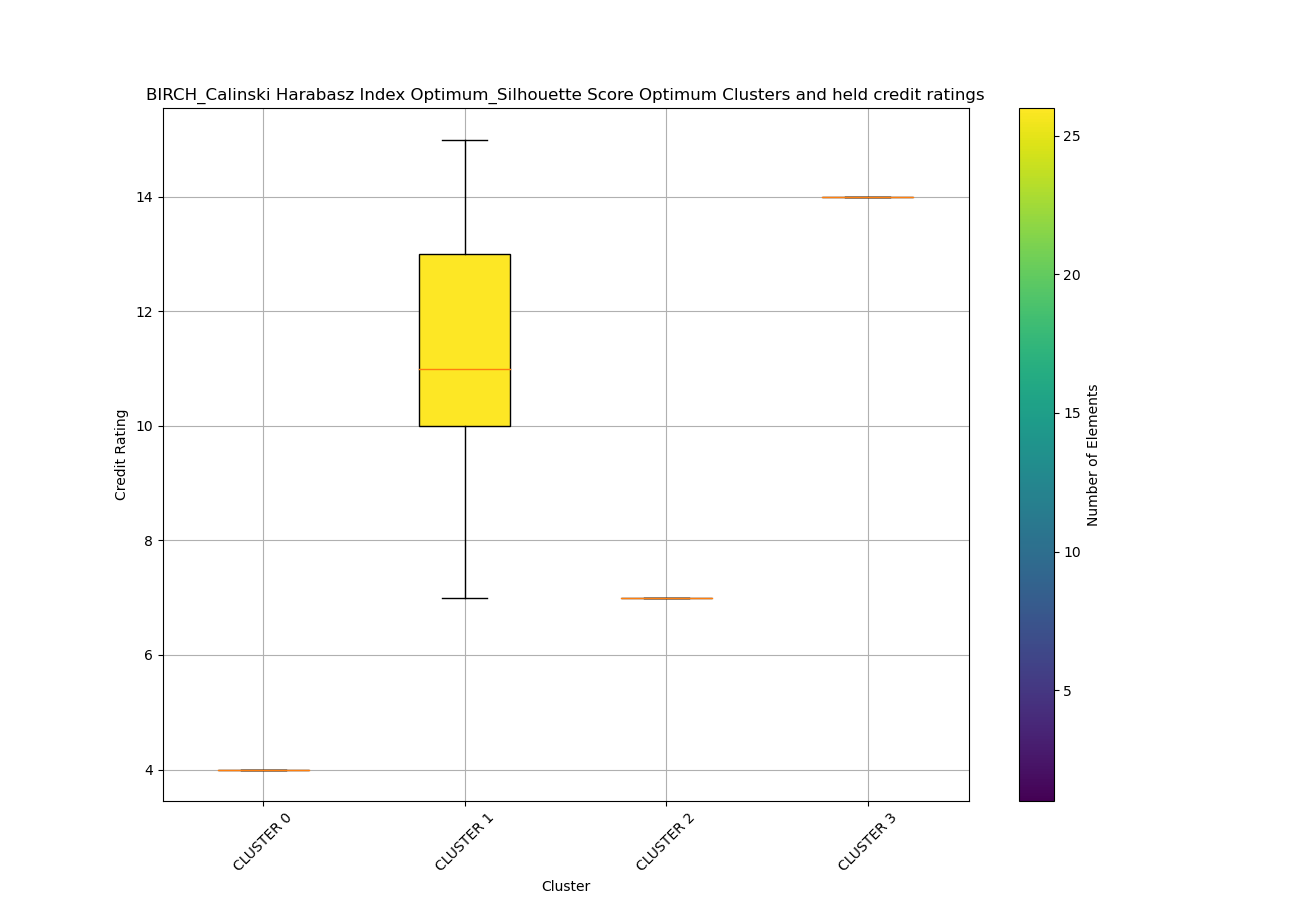 BIRCH_Calinski Harabasz Index Optimum_Silhouette Score Optimum Clusters and held credit ratings
14
12
10
8
6
4
Credit Rating
CLUSTER 0
CLUSTER 1
CLUSTER 2
CLUSTER 3
Cluster
25
20
15
10
5
Number of Elements